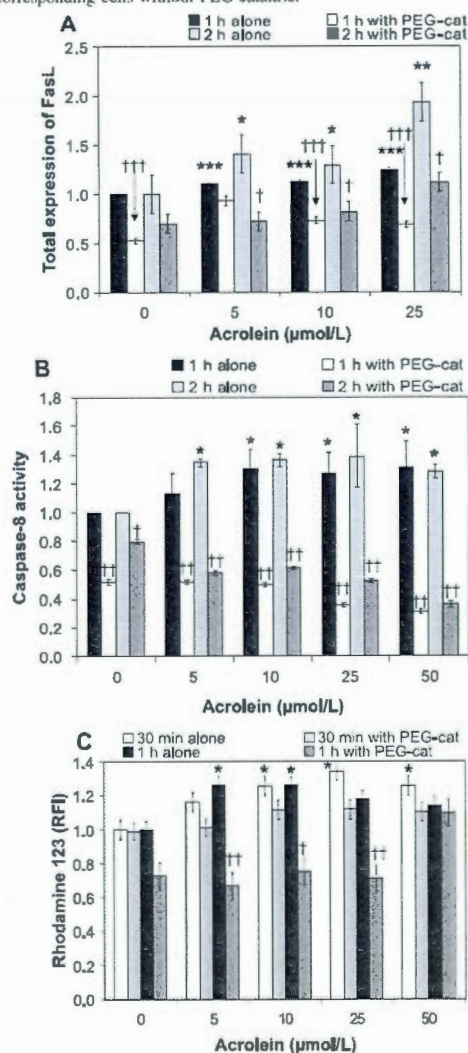 corresponding cells without PEG-catalase.
A
1 h alone 1 h with PEG-cat
2 h alone 2 h with PEG-cat
Total expression of FasL
2.5
2.0
1.5
1.0
0.5
0.0
††† *** * † *** ††† * † *** ††† ** †
0 5 10 25
Acrolein (µmol/L)
B
1 h alone 1 h with PEG-cat
2 h alone 2 h with PEG-cat
Caspase-8 activity
1,8
1.6
1.4
1.2
1.0
0.8
0.6
0.4
0.2
0.0
†† † †† * †† * †† * †† * †† * †† * †† * ††
0 5 10 25 50
Acrolein (µmol/L)
C
30 min alone 30 min with PEG-cat
1 h alone 1 h with PEG-cat
Rhodamine 123 (RFI)
1.4
1.2
1.0
0.8
0.6
0.4
0.2
0.0
* †† * * † * †† *
0 5 10 25 50
Acrolein (µmol/L)